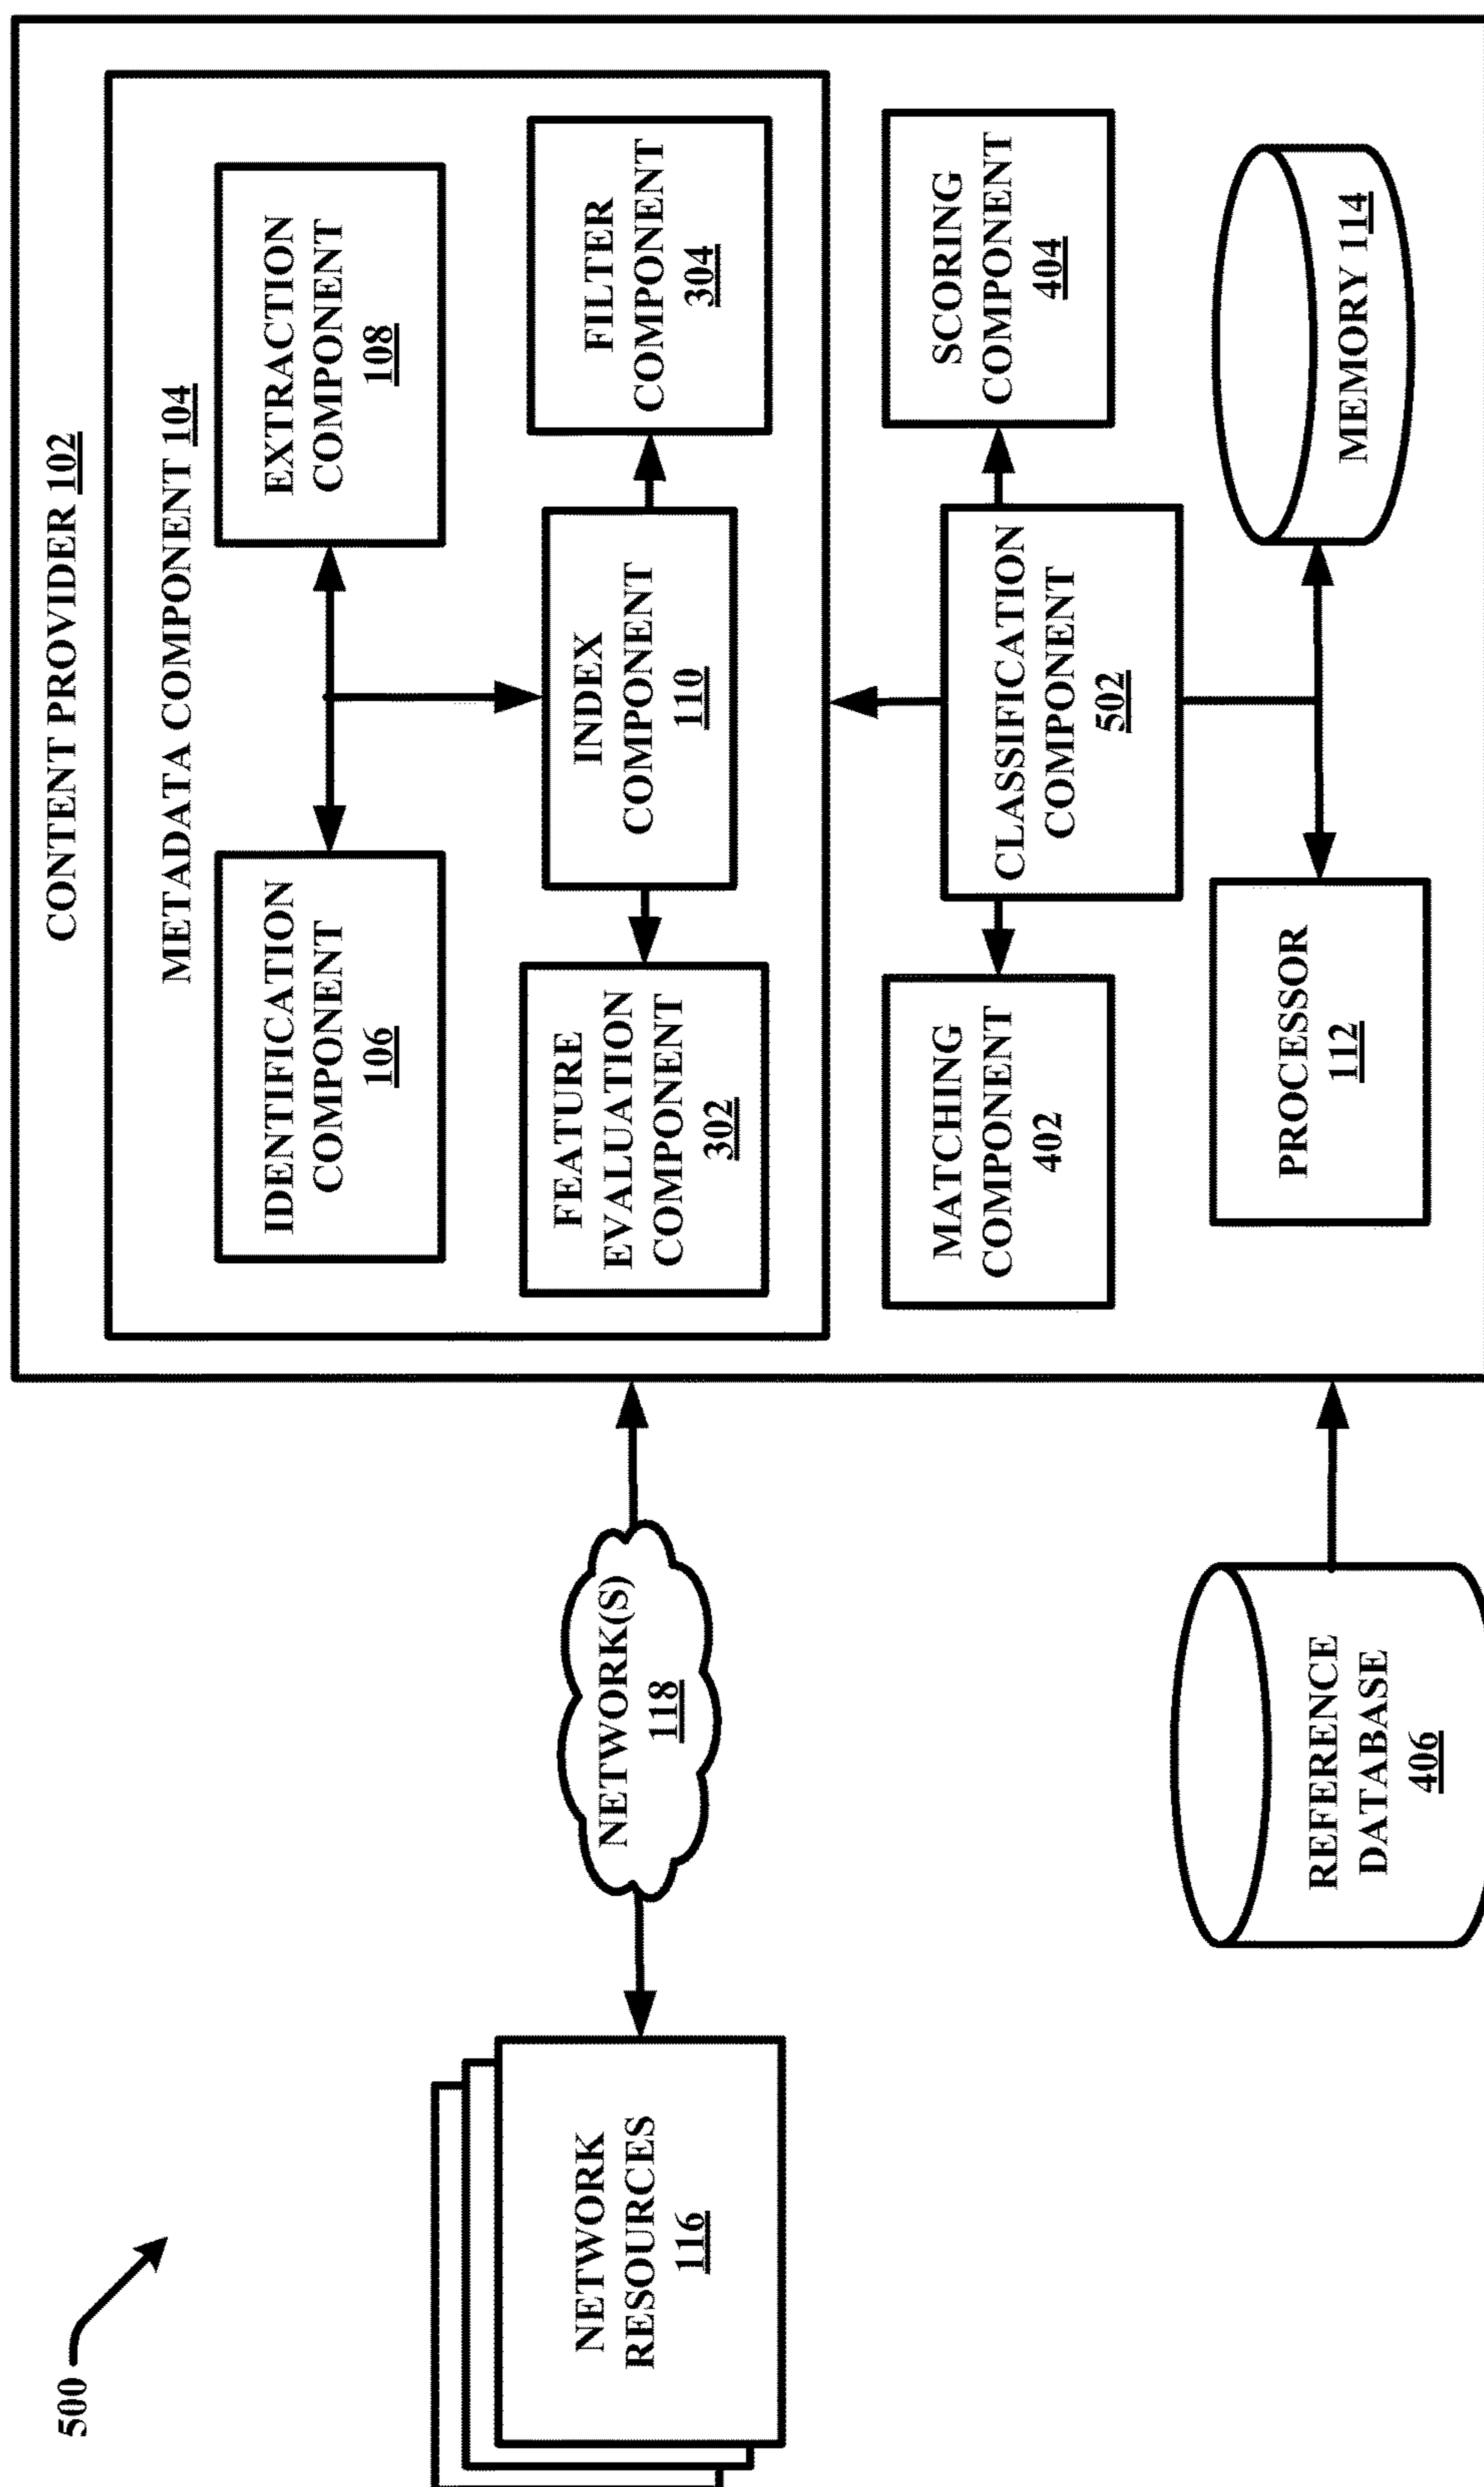 500
CONTENT PROVIDER 102
METADATA COMPONENT 104
IDENTIFICATION
COMPONENT
106
EXTRACTION
COMPONENT
108
FEATURE
EVALUATION
COMPONENT
302
INDEX
COMPONENT
110
FILTER
COMPONENT
304
NETWORK
RESOURCES
116
NETWORK(S)
118
MATCHING
COMPONENT
402
CLASSIFICATION
COMPONENT
502
SCORING
COMPONENT
404
REFERENCE
DATABASE
406
PROCESSOR
112
MEMORY 114